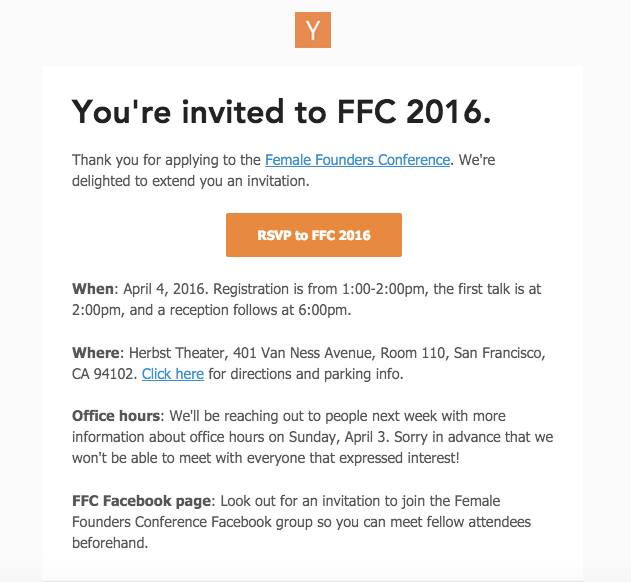 Y
You're invited to FFC 2016.
Thank you for applying to the Female Founders Conference. We're
delighted to extend you an invitation.
RSVP to FFC 2016
When: April 4, 2016. Registration is from 1:00-2:00pm, the first talk is at
2:00pm, and a reception follows at 6:00pm.
Where: Herbst Theater, 401 Van Ness Avenue, Room 110, San Francisco,
CA 94102. Click here for directions and parking info.
Office hours: We'll be reaching out to people next week with more
information about office hours on Sunday, April 3. Sorry in advance that we
won't be able to meet with everyone that expressed interest!
FFC Facebook page: Look out for an invitation to join the Female
Founders Conference Facebook group so you can meet fellow attendees
beforehand.